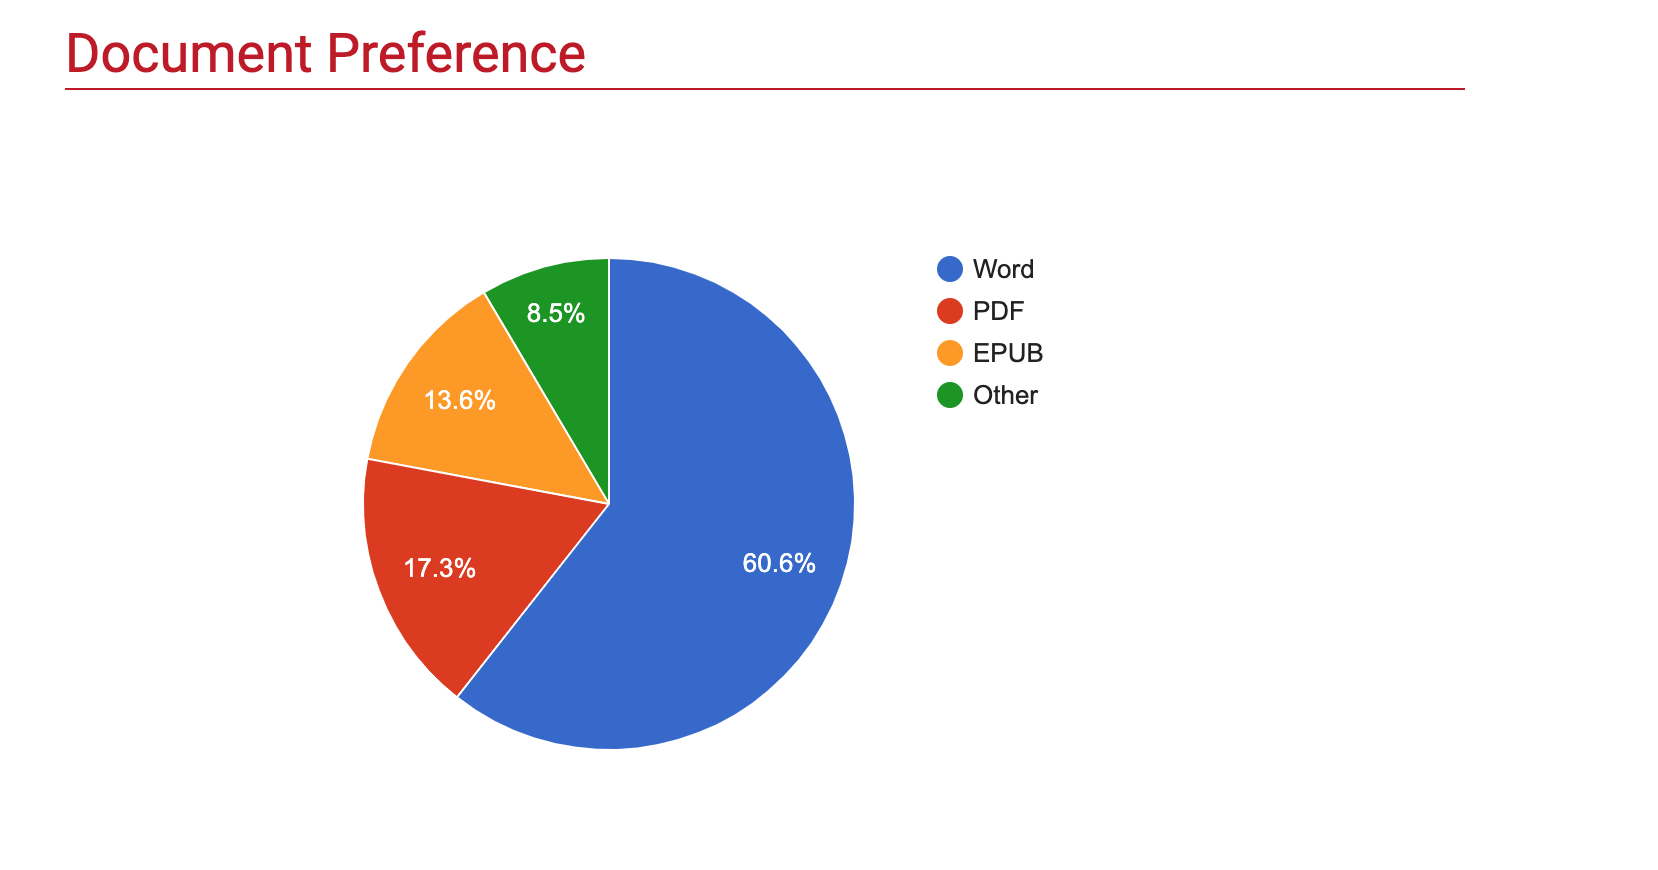 Document Preference
Word
PDF
EPUB
Other
8.5%
13.6%
17.3%
60.6%